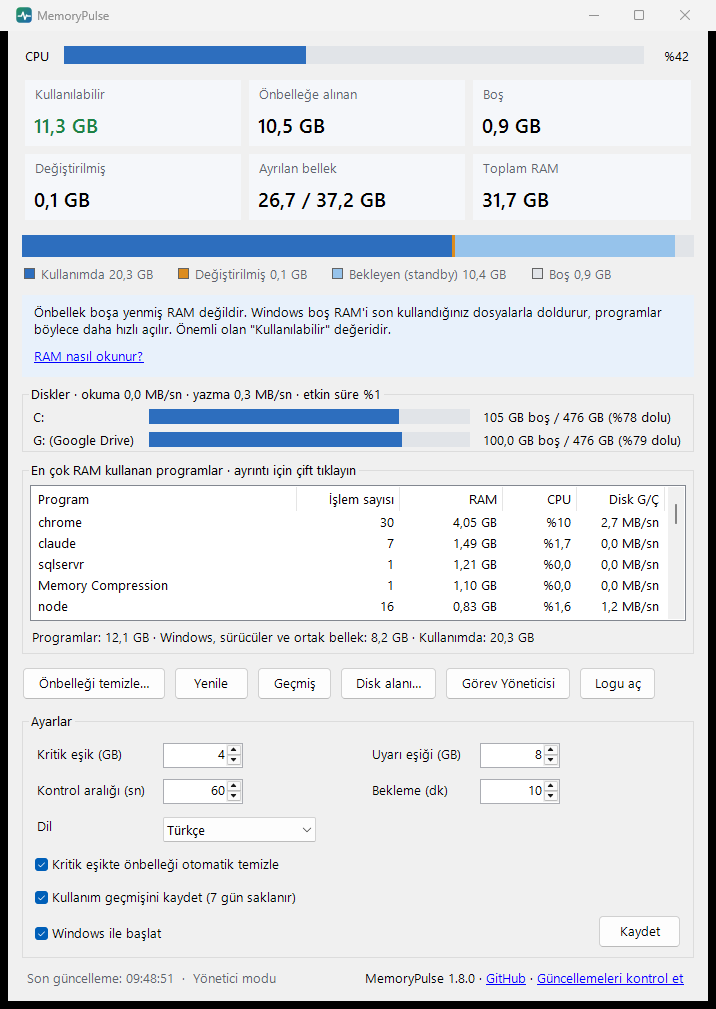 MemoryPulse
CPU %42
Kullanılabilir Önbelleğe alınan Boş
11,3 GB 10,5 GB 0,9 GB
Değiştirilmiş Ayrılan bellek Toplam RAM
0,1 GB 26,7 / 37,2 GB 31,7 GB
Kullanımda 20,3 GB Değiştirilmiş 0,1 GB Bekleyen (standby) 10,4 GB Boş 0,9 GB
Önbellek boşa yenmiş RAM değildir. Windows boş RAM'i son kullandığınız dosyalarla doldurur, programlar
böylece daha hızlı açılır. Önemli olan "Kullanılabilir" değeridir.
RAM nasıl okunur?
Diskler · okuma 0,0 MB/sn · yazma 0,3 MB/sn · etkin süre %1
C: 105 GB boş / 476 GB (%78 dolu)
G: (Google Drive) 100,0 GB boş / 476 GB (%79 dolu)
En çok RAM kullanan programlar · ayrıntı için çift tıklayın
Program İşlem sayısı RAM CPU Disk G/Ç
chrome 30 4,05 GB %10 2,7 MB/sn
claude 7 1,49 GB %1,7 0,0 MB/sn
sqlservr 1 1,21 GB %0,0 0,0 MB/sn
Memory Compression 1 1,10 GB %0,0 0,0 MB/sn
node 16 0,83 GB %1,6 1,2 MB/sn
Programlar: 12,1 GB · Windows, sürücüler ve ortak bellek: 8,2 GB · Kullanımda: 20,3 GB
Önbelleği temizle... Yenile Geçmiş Disk alanı... Görev Yöneticisi Logu aç
Ayarlar
Kritik eşik (GB) 4 Uyarı eşiği (GB) 8
Kontrol aralığı (sn) 60 Bekleme (dk) 10
Dil Türkçe
Kritik eşikte önbelleği otomatik temizle
Kullanım geçmişini kaydet (7 gün saklanır)
Windows ile başlat Kaydet
Son güncelleme: 09:48:51 · Yönetici modu MemoryPulse 1.8.0 · GitHub · Güncellemeleri kontrol et